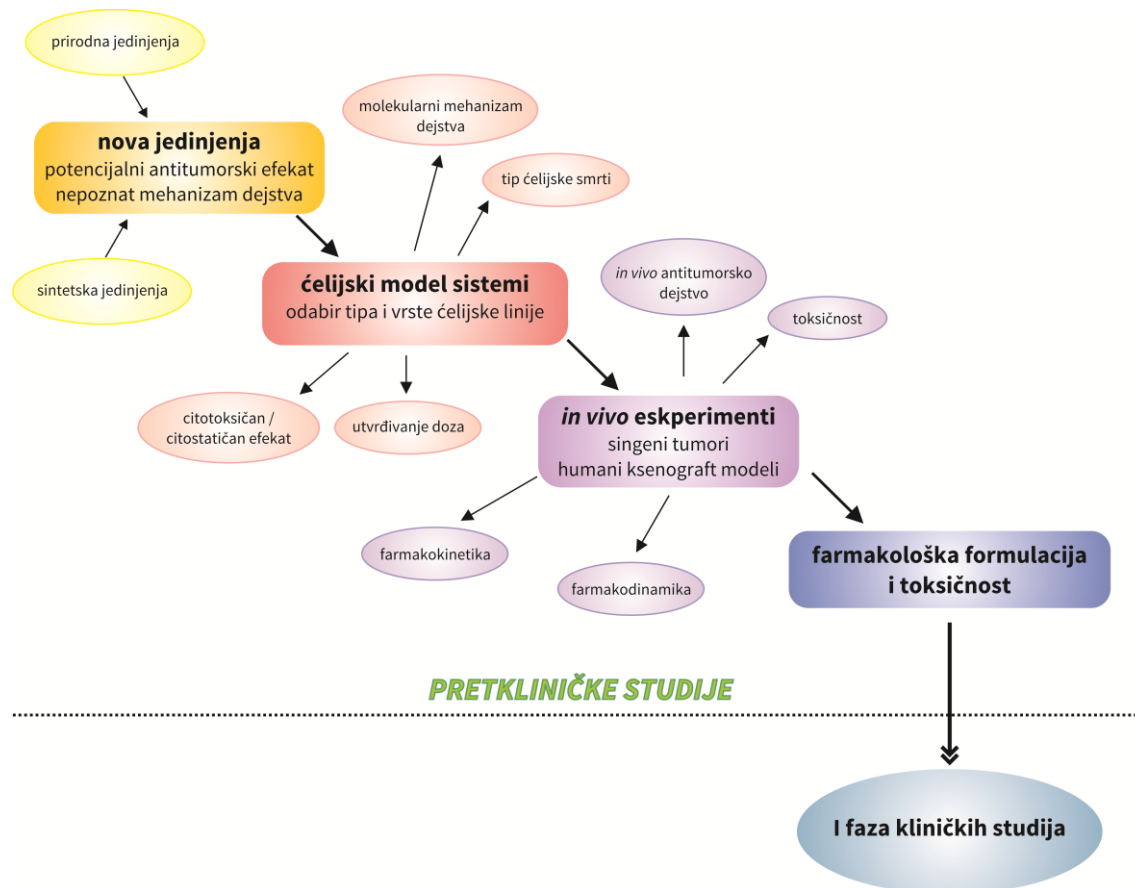 prirodna jedinjenja
nova jedinjenja
potencijalni antitumorski efekat
nepoznat mehanizam dejstva
sintetska jedinjenja
molekularni mehanizam
dejstva
tip ćelijske smrti
ćelijski model sistemi
odabir tipa i vrste ćelijske linije
citotoksičan /
citostatičan efekat
utvrđivanje doza
in vivo antitumorsko
dejstvo
toksičnost
in vivo eskperimenti
singeni tumori
humani ksenograft modeli
farmakokinetika
farmakodinamika
farmakološka formulacija
i toksičnost
PRETKLINIČKE STUDIJE
I faza kliničkih studija